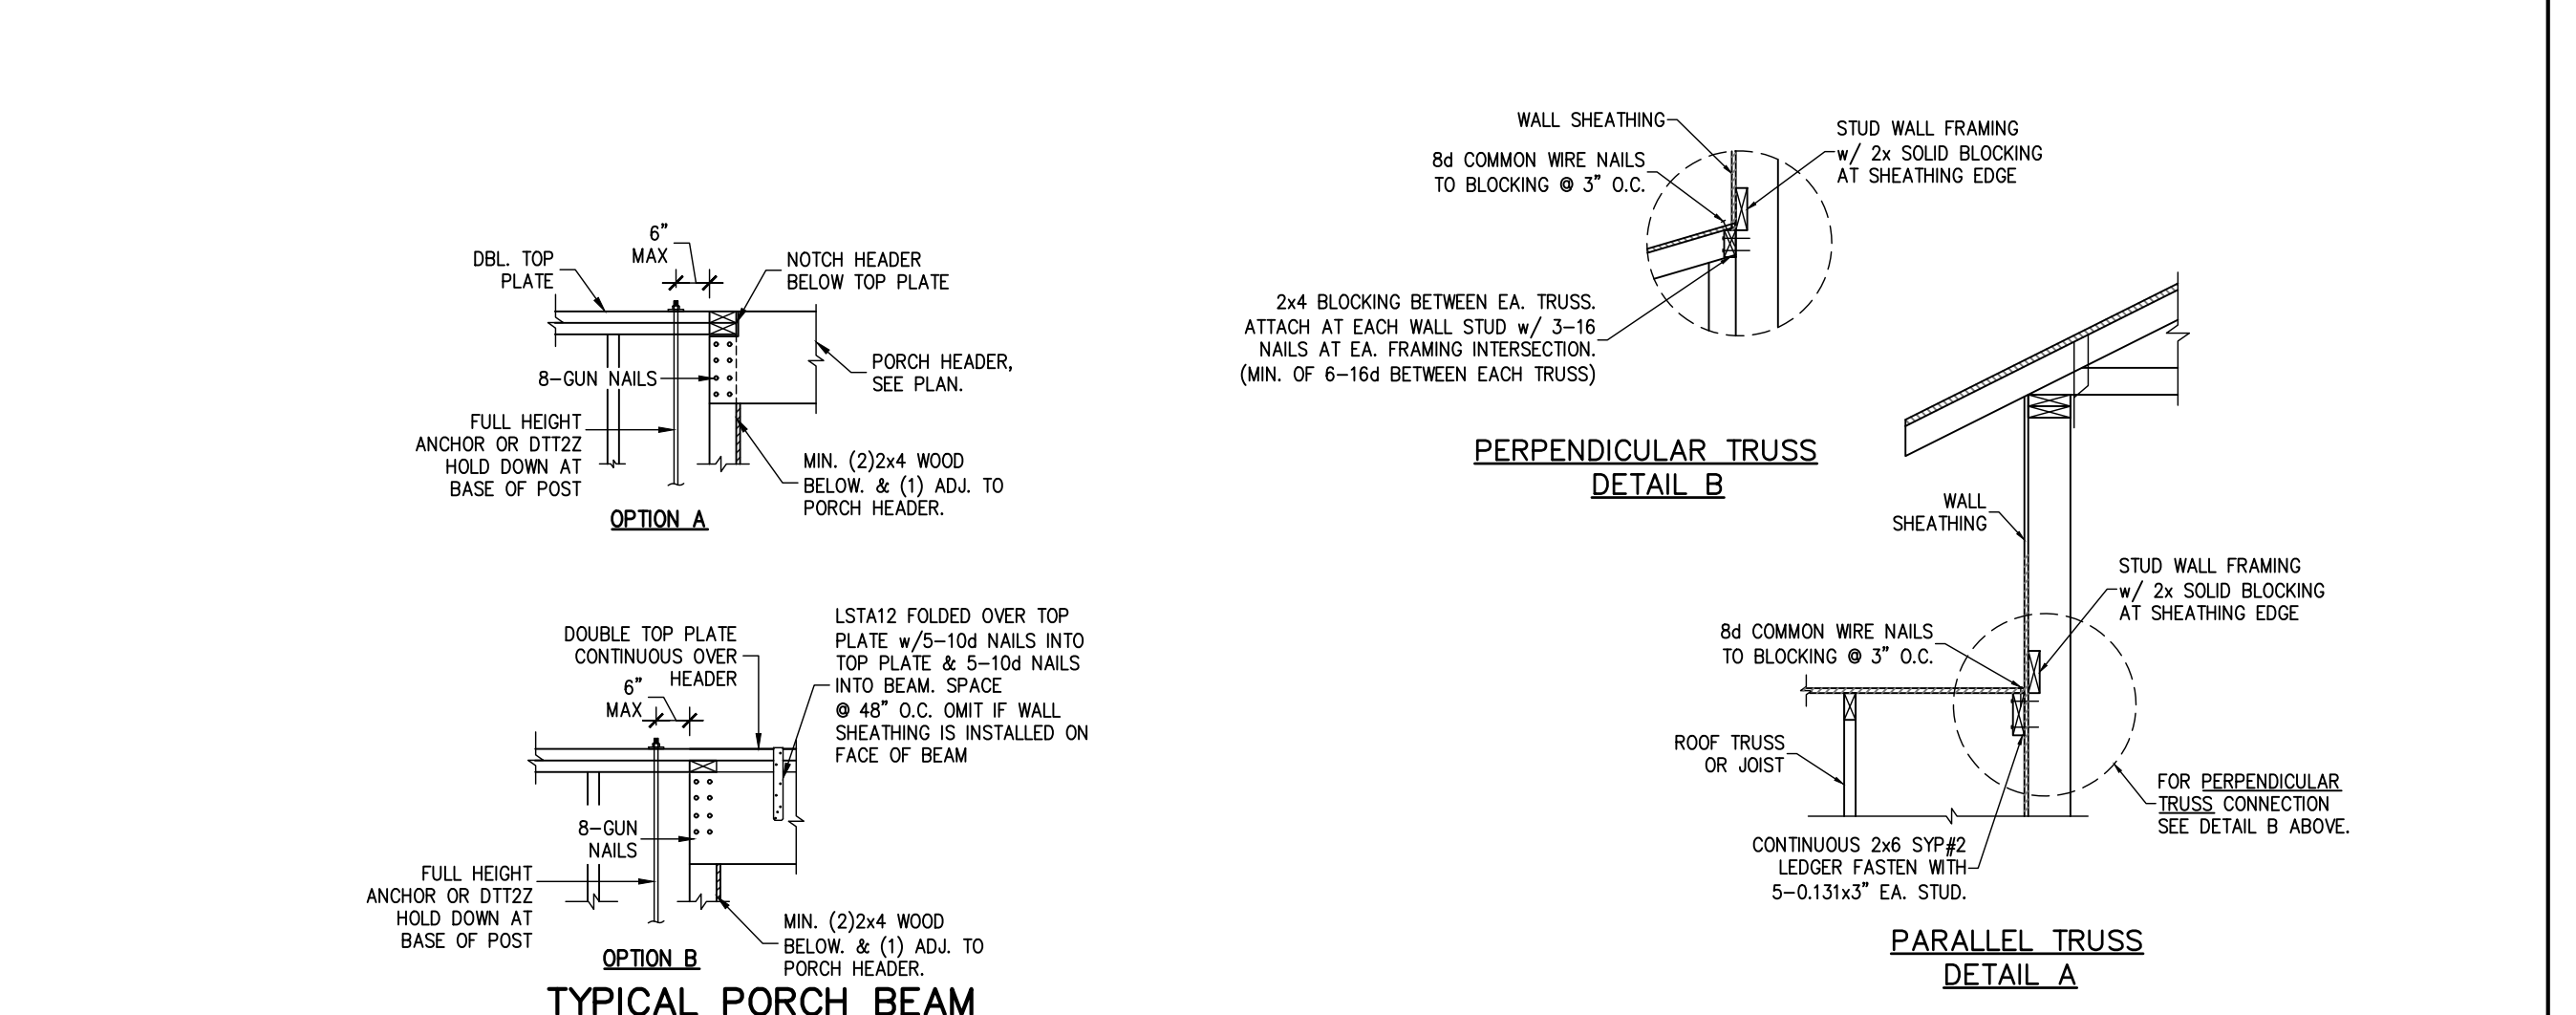 6”
MAX
DBL. TOP
PLATE
NOTCH HEADER
BELOW TOP PLATE
8-GUN NAILS
PORCH HEADER,
SEE PLAN.
FULL HEIGHT
ANCHOR OR DTT2Z
HOLD DOWN AT
BASE OF POST
MIN. (2)2x4 WOOD
BELOW. & (1) ADJ. TO
PORCH HEADER.
OPTION A
DOUBLE TOP PLATE
CONTINUOUS OVER
HEADER
6”
MAX
LSTA12 FOLDED OVER TOP
PLATE w/5-10d NAILS INTO
TOP PLATE & 5-10d NAILS
INTO BEAM. SPACE
@ 48” O.C. OMIT IF WALL
SHEATHING IS INSTALLED ON
FACE OF BEAM
8-GUN
NAILS
FULL HEIGHT
ANCHOR OR DTT2Z
HOLD DOWN AT
BASE OF POST
MIN. (2)2x4 WOOD
BELOW. & (1) ADJ. TO
PORCH HEADER.
OPTION B
TYPICAL PORCH BEAM
WALL SHEATHING
8d COMMON WIRE NAILS
TO BLOCKING @ 3” O.C.
STUD WALL FRAMING
w/ 2x SOLID BLOCKING
AT SHEATHING EDGE
2x4 BLOCKING BETWEEN EA. TRUSS.
ATTACH AT EACH WALL STUD w/ 3-16
NAILS AT EA. FRAMING INTERSECTION.
(MIN. OF 6-16d BETWEEN EACH TRUSS)
PERPENDICULAR TRUSS
DETAIL B
WALL
SHEATHING
STUD WALL FRAMING
w/ 2x SOLID BLOCKING
AT SHEATHING EDGE
8d COMMON WIRE NAILS
TO BLOCKING @ 3” O.C.
ROOF TRUSS
OR JOIST
FOR PERPENDICULAR
TRUSS CONNECTION
SEE DETAIL B ABOVE.
CONTINUOUS 2x6 SYP#2
LEDGER FASTEN WITH
5-0.131x3” EA. STUD.
PARALLEL TRUSS
DETAIL A